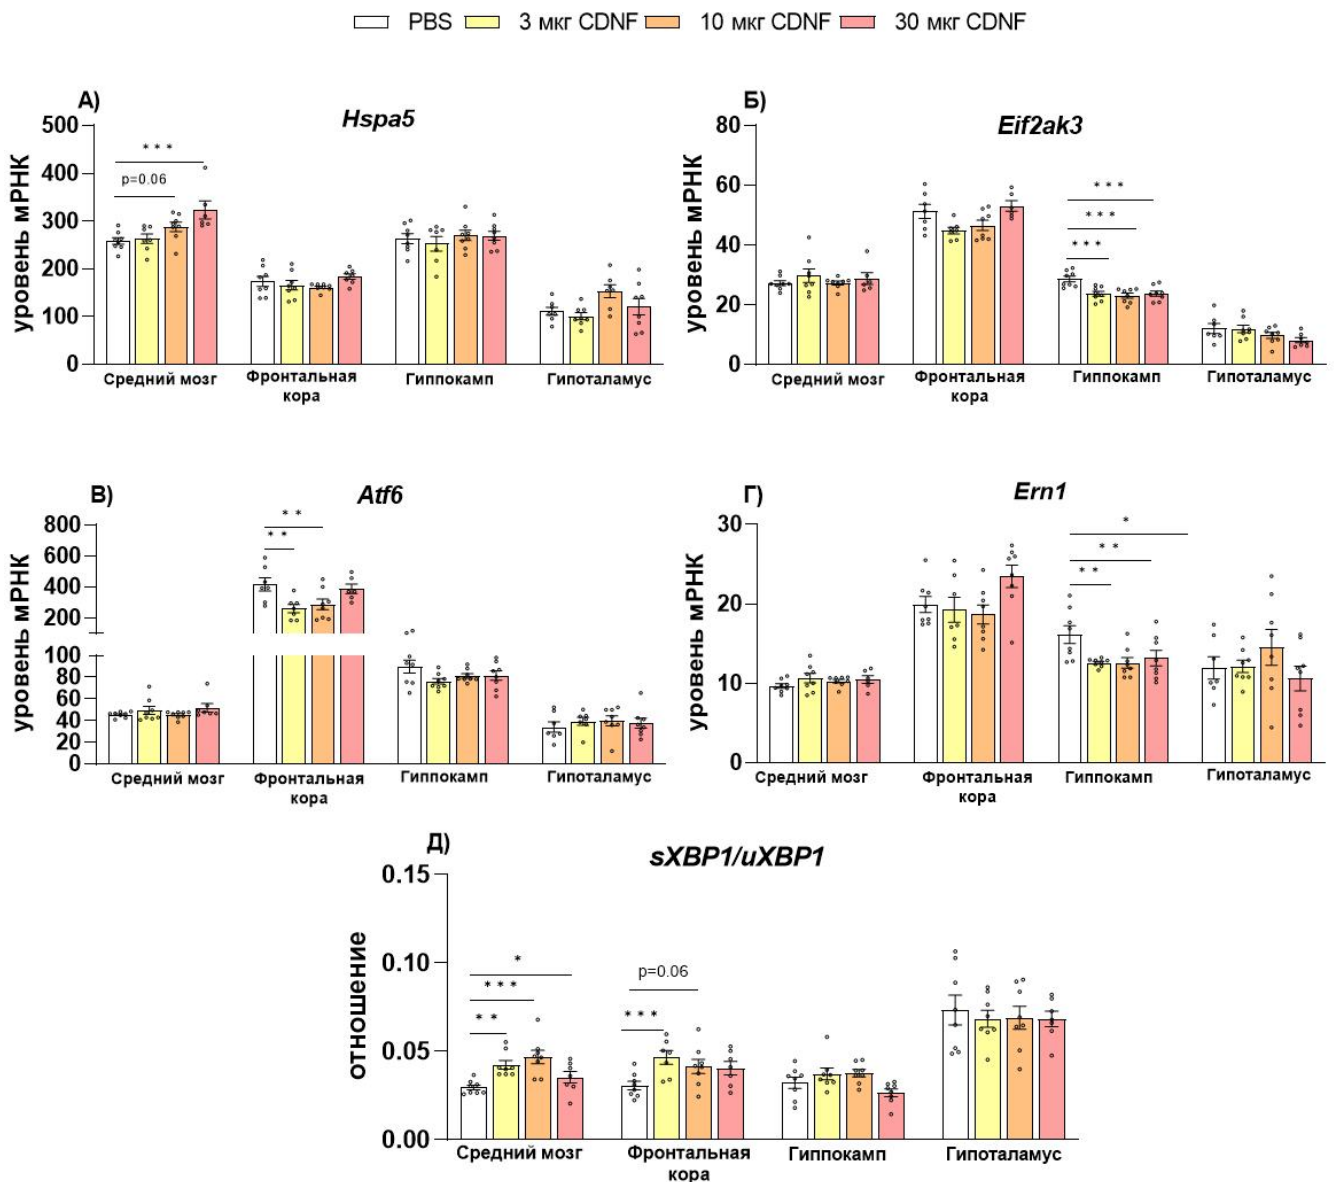 PBS 3 мкг CDNF 10 мкг CDNF 30 мкг CDNF
А)
Hspa5
уровень мРНК
500
400
300
200
100
0
* * *
p=0.06
Средний мозг
Фронтальная
кора
Гиппокамп
Гипоталамус
Б)
Eif2ak3
уровень мРНК
80
60
40
20
0
* * *
* * *
* * *
Средний мозг
Фронтальная
кора
Гиппокамп
Гипоталамус
В)
Atf6
уровень мРНК
800
600
400
200
100
80
60
40
20
0
* *
* *
Средний мозг
Фронтальная
кора
Гиппокамп
Гипоталамус
Г)
Ern1
уровень мРНК
30
20
10
0
*
* *
* *
Средний мозг
Фронтальная
кора
Гиппокамп
Гипоталамус
Д)
sXBP1/uXBP1
отношение
0.15
0.10
0.05
0.00
*
* * *
* *
p=0.06
* * *
Средний мозг
Фронтальная
кора
Гиппокамп
Гипоталамус